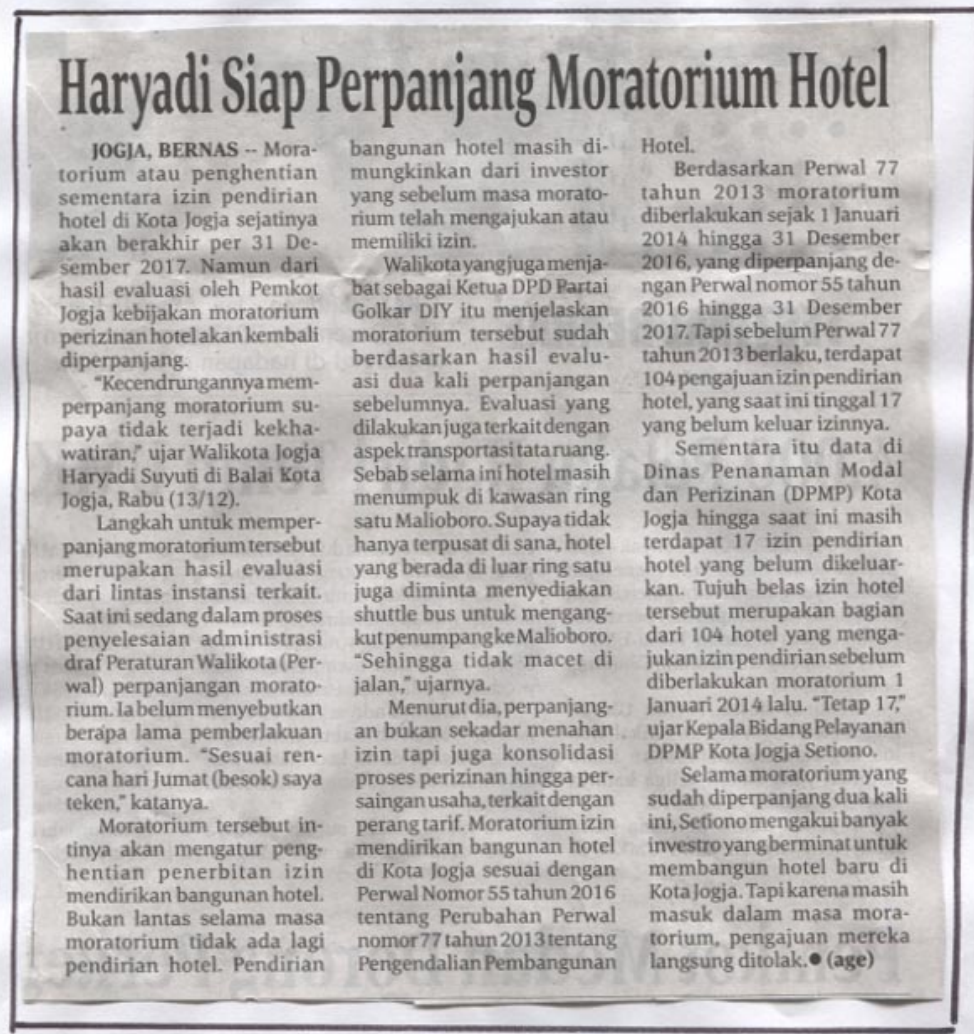 Haryadi Siap Perpanjang Moratorium Hotel
JOGJA, BERNAS -- Mora-
torium atau penghentian
sementara izin pendirian
hotel di Kota Jogja sejatinya
akan berakhir per 31 De-
sember 2017. Namun dari
hasil evaluasi oleh Pemkot
Jogja kebijakan moratorium
perizinan hotel akan kembali
diperpanjang.
"Kecendrungannya mem-
perpanjang moratorium su-
paya tidak terjadi kekha-
watiran," ujar Walikota Jogja
Haryadi Suyuti di Balai Kota
Jogja, Rabu (13/12).
Langkah untuk memper-
panjang moratorium tersebut
merupakan hasil evaluasi
dari lintas instansi terkait.
Saat ini sedang dalam proses
penyelesaian administrasi
draf Peraturan Walikota (Per-
wal) perpanjangan morato-
rium. Ia belum menyebutkan
berapa lama pemberlakuan
moratorium. "Sesuai ren-
cana hari Jumat (besok) saya
teken," katanya.
Moratorium tersebut in-
tinya akan mengatur peng-
hentian penerbitan izin
mendirikan bangunan hotel.
Bukan lantas selama masa
moratorium tidak ada lagi
pendirian hotel. Pendirian
bangunan hotel masih di-
mungkinkan dari investor
yang sebelum masa morato-
rium telah mengajukan atau
memiliki izin.
Walikota yang juga menja-
bat sebagai Ketua DPD Partai
Golkar DIY itu menjelaskan
moratorium tersebut sudah
berdasarkan hasil evalu-
asi dua kali perpanjangan
sebelumnya. Evaluasi yang
dilakukan juga terkait dengan
aspek transportasi tata ruang.
Sebab selama ini hotel masih
menumpuk di kawasan ring
satu Malioboro. Supaya tidak
hanya terpusat di sana, hotel
yang berada di luar ring satu
juga diminta menyediakan
shuttle bus untuk mengang-
kut penumpang ke Malioboro.
"Sehingga tidak macet di
jalan," ujarnya.
Menurut dia, perpanjang-
an bukan sekadar menahan
izin tapi juga konsolidasi
proses perizinan hingga per-
saingan usaha, terkait dengan
perang tarif. Moratorium izin
mendirikan bangunan hotel
di Kota Jogja sesuai dengan
Perwal Nomor 55 tahun 2016
tentang Perubahan Perwal
nomor 77 tahun 2013 tentang
Pengendalian Pembangunan
Hotel.
Berdasarkan Perwal 77
tahun 2013 moratorium
diberlakukan sejak 1 Januari
2014 hingga 31 Desember
2016, yang diperpanjang de-
ngan Perwal nomor 55 tahun
2016 hingga 31 Desember
2017. Tapi sebelum Perwal 77
tahun 2013 berlaku, terdapat
104 pengajuan izin pendirian
hotel, yang saat ini tinggal 17
yang belum keluar izinnya.
Sementara itu data di
Dinas Penanaman Modal
dan Perizinan (DPMP) Kota
Jogja hingga saat ini masih
terdapat 17 izin pendirian
hotel yang belum dikeluar-
kan. Tujuh belas izin hotel
tersebut merupakan bagian
dari 104 hotel yang menga-
jukan izin pendirian sebelum
diberlakukan moratorium 1
Januari 2014 lalu. "Tetap 17,"
ujar Kepala Bidang Pelayanan
DPMP Kota Jogja Setiono.
Selama moratorium yang
sudah diperpanjang dua kali
ini, Setiono mengakui banyak
investro yang berminat untuk
membangun hotel baru di
Kota Jogja. Tapi karena masih
masuk dalam masa mora-
torium, pengajuan mereka
langsung ditolak.● (age)